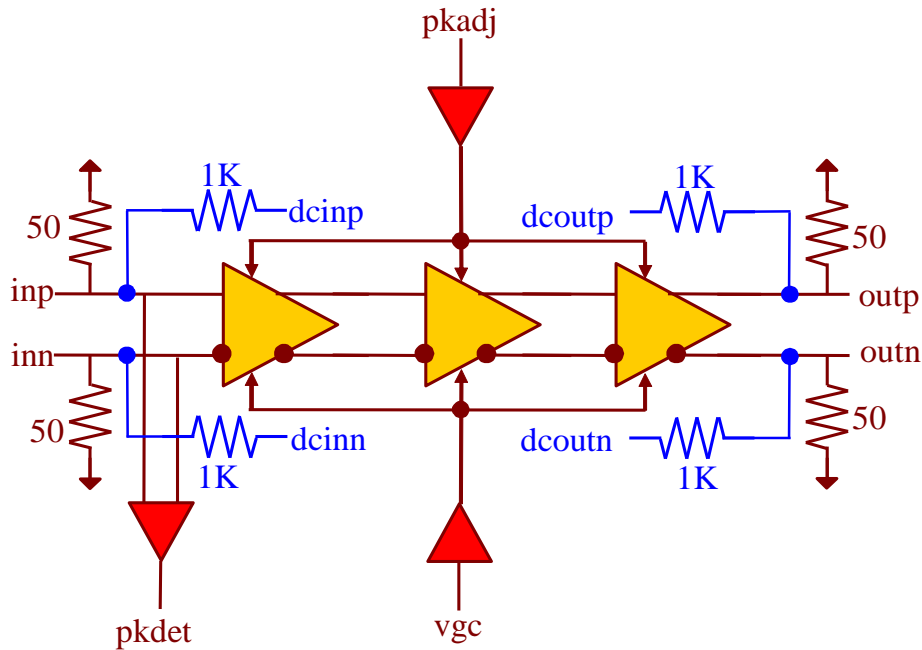 pkadj
1K
1K
dcinp
dcoutp
50
50
inp
outp
inn
outn
50
50
dcinn
dcoutn
1K
1K
pkdet
vgc